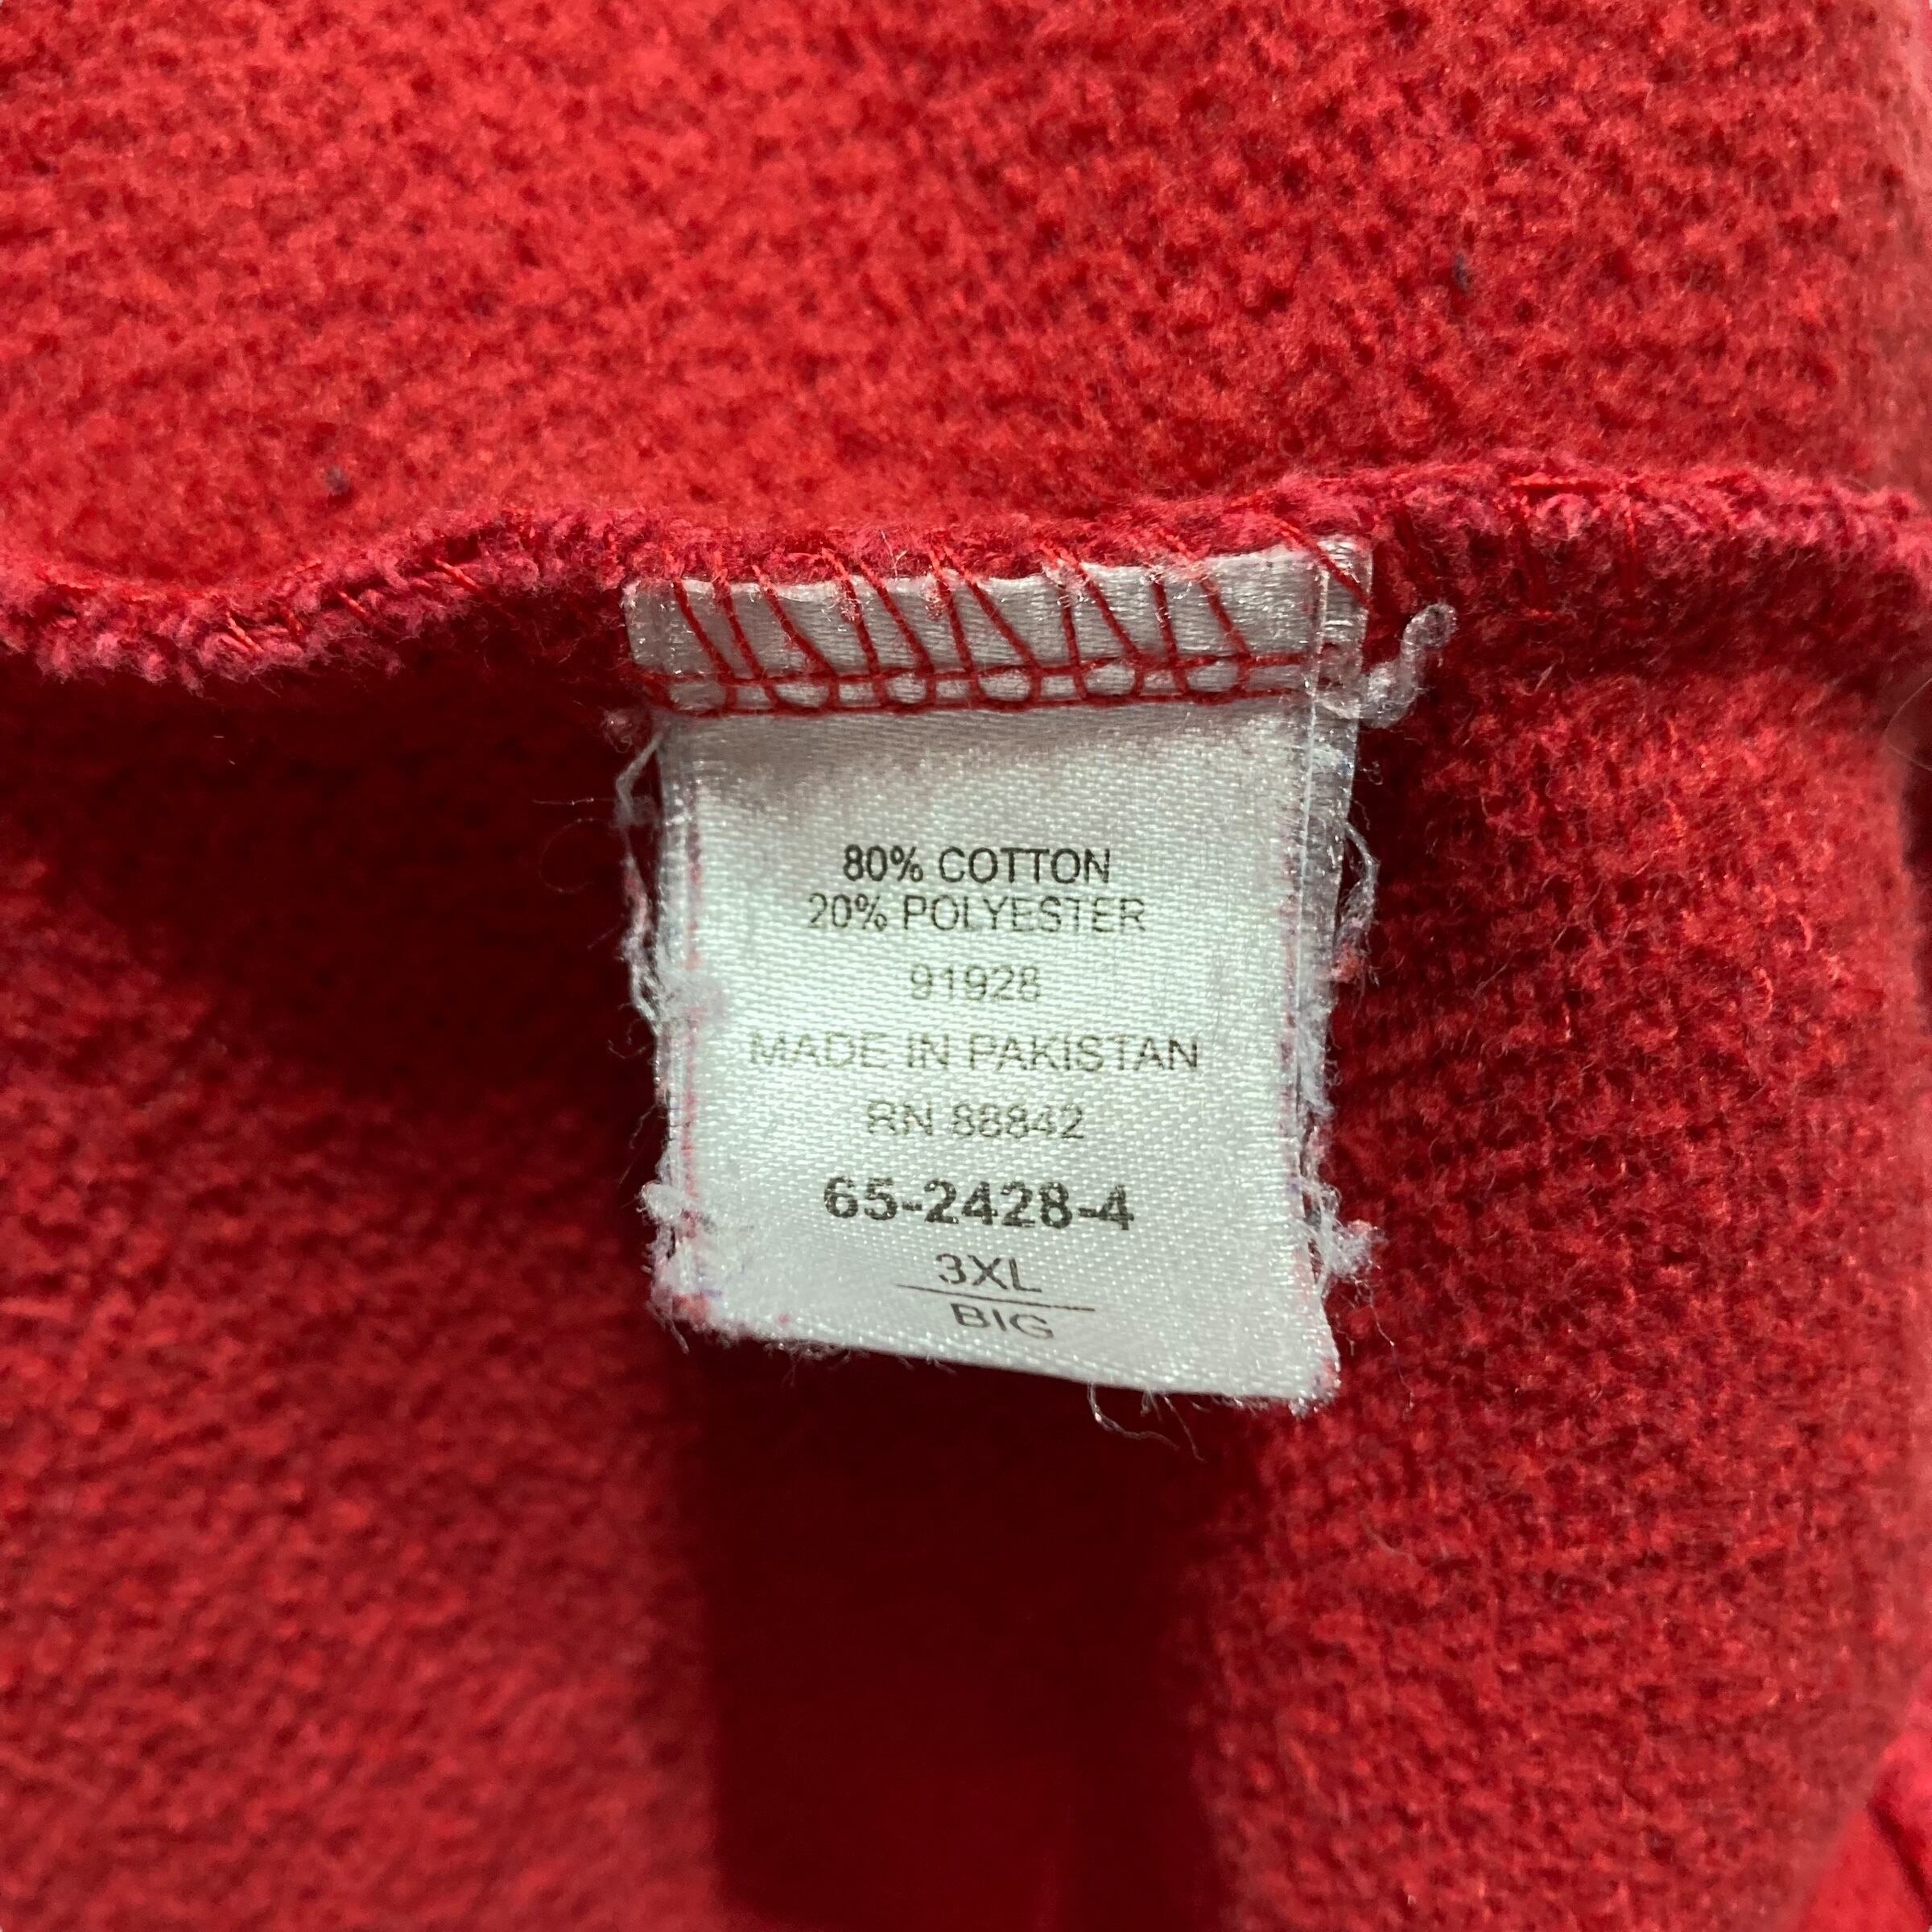 80% COTTON
20% POLYESTER
91928
MADE IN PAKISTAN
RN 88842
65-2428-4
3XL
BIG